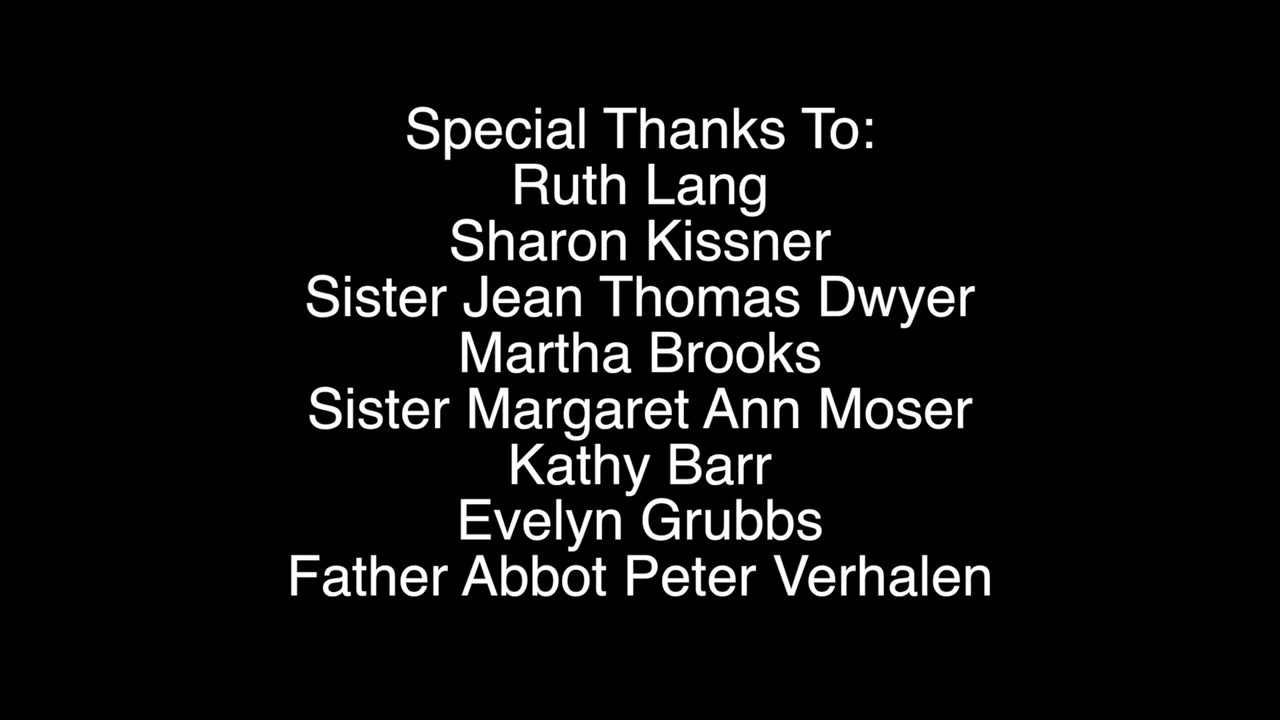 Special Thanks To:
Ruth Lang
Sharon Kissner
Sister Jean Thomas Dwyer
Martha Brooks
Sister Margaret Ann Moser
Kathy Barr
Evelyn Grubbs
Father Abbot Peter Verhalen